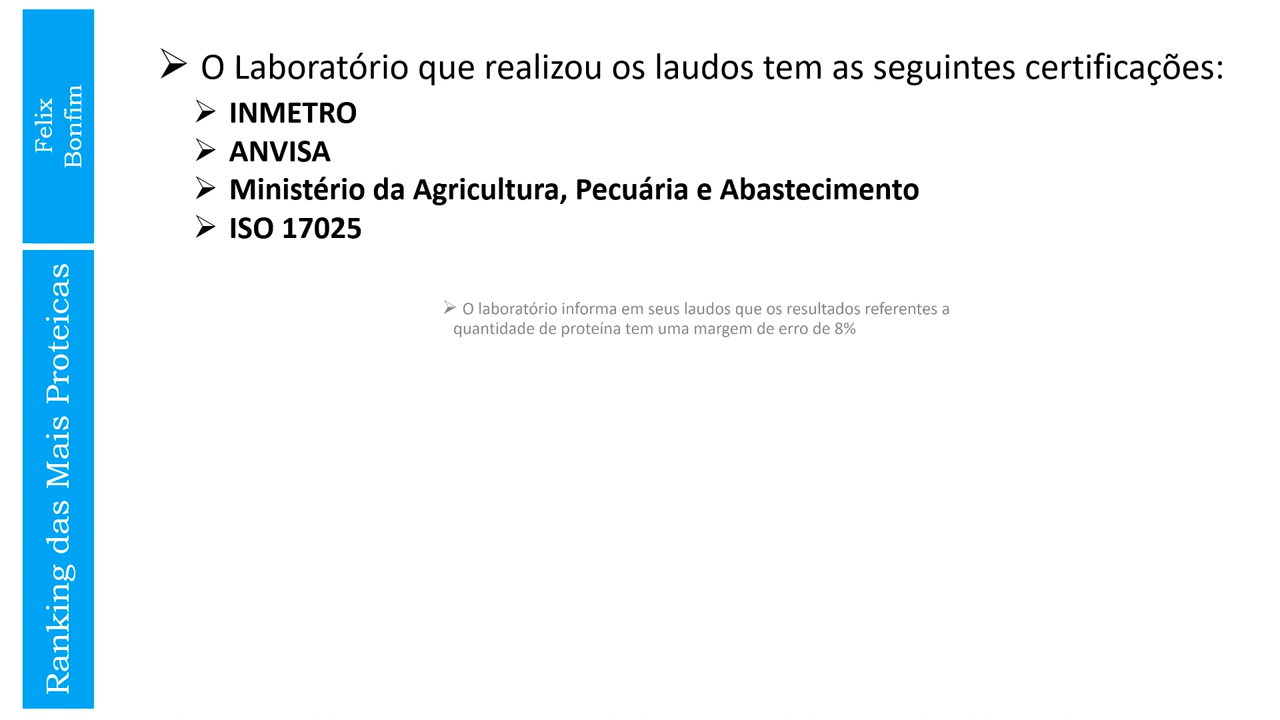 Felix
Bonfim
Ranking das Mais Proteicas
➢ O Laboratório que realizou os laudos tem as seguintes certificações:
➢ INMETRO
➢ ANVISA
➢ Ministério da Agricultura, Pecuária e Abastecimento
➢ ISO 17025
➢ O laboratório informa em seus laudos que os resultados referentes a
quantidade de proteína tem uma margem de erro de 8%